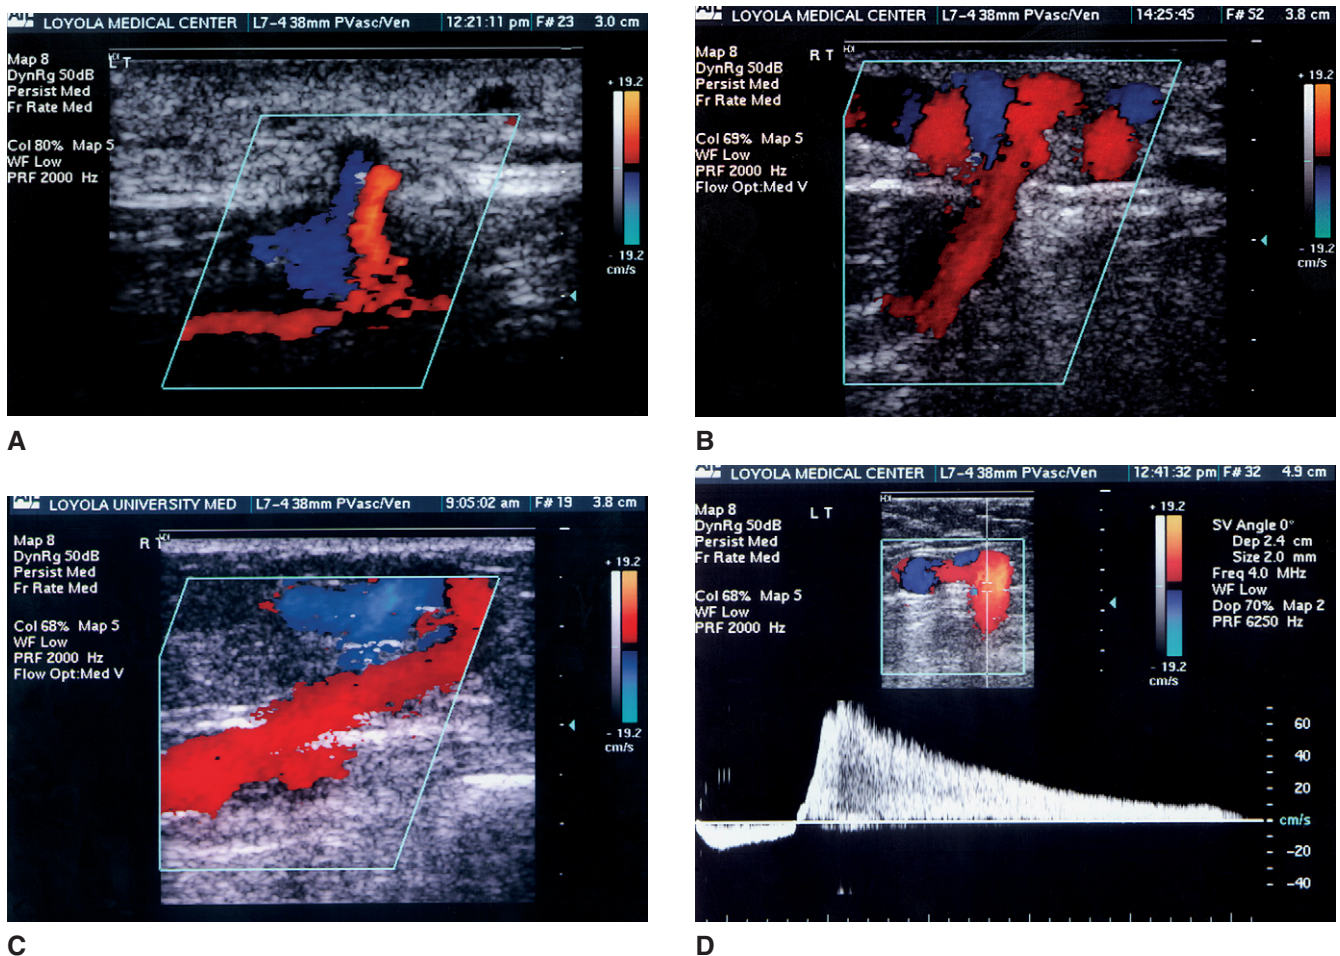 LOYOLA MEDICAL CENTER L7-4 38mm PVasc/Ven 12:21:11 pm F# 23 3.0 cm
Map 8
DynRg 50dB
Persist Med
Fr Rate Med
Col 80% Map 5
WF Low
PRF 2000 Hz
L T
+ 19.2
- 19.2
cm/s
A
LOYOLA MEDICAL CENTER L7-4 38mm PVasc/Ven 14:25:45 F# 52 3.8 cm
Map 8
DynRg 50dB
Persist Med
Fr Rate Med
Col 69% Map 5
WF Low
PRF 2000 Hz
Flow Opt:Med V
R T
+ 19.2
- 19.2
cm/s
B
LOYOLA UNIVERSITY MED L7-4 38mm PVasc/Ven 9:05:02 am F# 19 3.8 cm
Map 8
DynRg 50dB
Persist Med
Fr Rate Med
Col 68% Map 5
WF Low
PRF 2000 Hz
Flow Opt:Med V
R T
+ 19.2
- 19.2
cm/s
C
LOYOLA MEDICAL CENTER L7-4 38mm PVasc/Ven 12:41:32 pm F# 32 4.9 cm
Map 8
DynRg 50dB
Persist Med
Fr Rate Med
Col 68% Map 5
WF Low
PRF 2000 Hz
L T
+ 19.2
- 19.2
cm/s
SV Angle 0°
Dep 2.4 cm
Size 2.0 mm
Freq 4.0 MHz
WF Low
Dop 70% Map 2
PRF 6250 Hz
60
40
20
cm/s
-20
-40
D